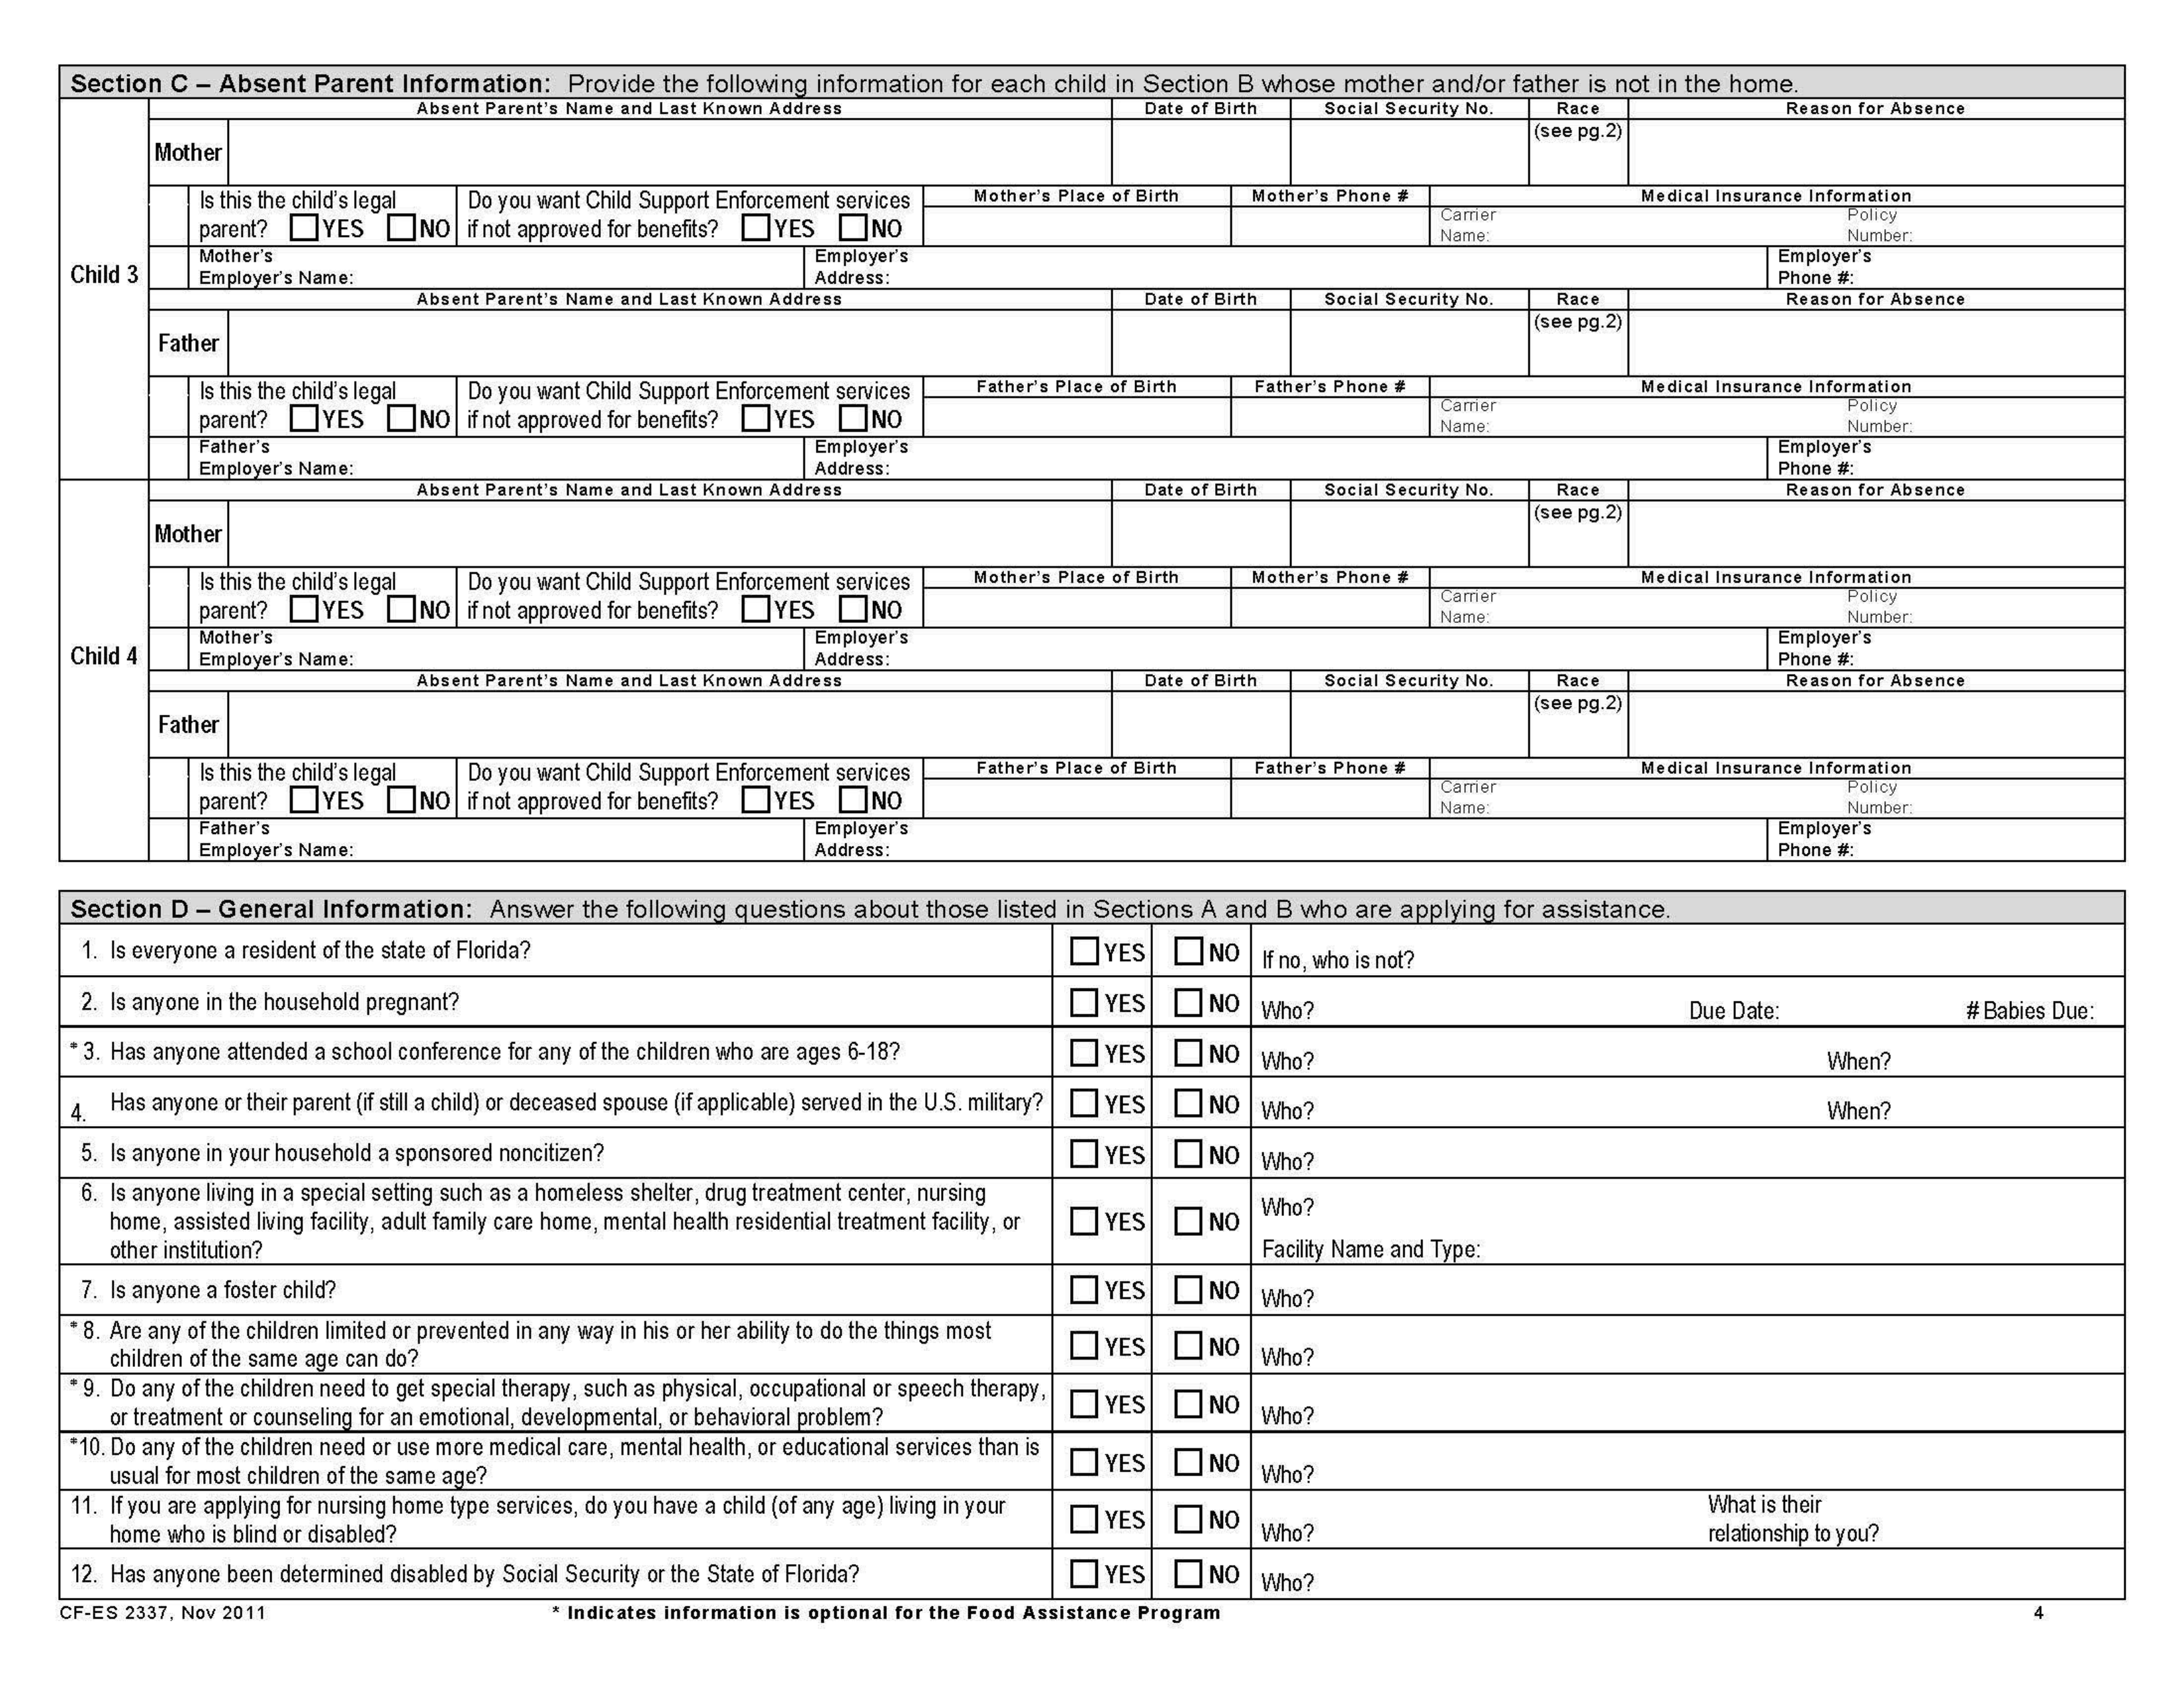 Section C – Absent Parent Information: Provide the following information for each child in Section B whose mother and/or father is not in the home.
Child 3
Absent Parent's Name and Last Known Address Date of Birth Social Security No. Race Reason for Absence
Mother (see pg.2)
Is this the child's legal Do you want Child Support Enforcement services Mother's Place of Birth Mother's Phone # Medical Insurance Information
parent? YES NO if not approved for benefits? YES NO Carrier Name: Policy Number:
Mother's Employer's Name: Employer's Address: Employer's Phone #:
Absent Parent's Name and Last Known Address Date of Birth Social Security No. Race Reason for Absence
Father (see pg.2)
Is this the child's legal Do you want Child Support Enforcement services Father's Place of Birth Father's Phone # Medical Insurance Information
parent? YES NO if not approved for benefits? YES NO Carrier Name: Policy Number:
Father's Employer's Name: Employer's Address: Employer's Phone #:
Child 4
Absent Parent's Name and Last Known Address Date of Birth Social Security No. Race Reason for Absence
Mother (see pg.2)
Is this the child's legal Do you want Child Support Enforcement services Mother's Place of Birth Mother's Phone # Medical Insurance Information
parent? YES NO if not approved for benefits? YES NO Carrier Name: Policy Number:
Mother's Employer's Name: Employer's Address: Employer's Phone #:
Absent Parent's Name and Last Known Address Date of Birth Social Security No. Race Reason for Absence
Father (see pg.2)
Is this the child's legal Do you want Child Support Enforcement services Father's Place of Birth Father's Phone # Medical Insurance Information
parent? YES NO if not approved for benefits? YES NO Carrier Name: Policy Number:
Father's Employer's Name: Employer's Address: Employer's Phone #:
Section D – General Information: Answer the following questions about those listed in Sections A and B who are applying for assistance.
1. Is everyone a resident of the state of Florida? YES NO If no, who is not?
2. Is anyone in the household pregnant? YES NO Who? Due Date: # Babies Due:
* 3. Has anyone attended a school conference for any of the children who are ages 6-18? YES NO Who? When?
4. Has anyone or their parent (if still a child) or deceased spouse (if applicable) served in the U.S. military? YES NO Who? When?
5. Is anyone in your household a sponsored noncitizen? YES NO Who?
6. Is anyone living in a special setting such as a homeless shelter, drug treatment center, nursing
home, assisted living facility, adult family care home, mental health residential treatment facility, or
other institution? YES NO Who?
Facility Name and Type:
7. Is anyone a foster child? YES NO Who?
* 8. Are any of the children limited or prevented in any way in his or her ability to do the things most
children of the same age can do? YES NO Who?
* 9. Do any of the children need to get special therapy, such as physical, occupational or speech therapy,
or treatment or counseling for an emotional, developmental, or behavioral problem? YES NO Who?
*10. Do any of the children need or use more medical care, mental health, or educational services than is
usual for most children of the same age? YES NO Who?
11. If you are applying for nursing home type services, do you have a child (of any age) living in your
home who is blind or disabled? YES NO Who? What is their
relationship to you?
12. Has anyone been determined disabled by Social Security or the State of Florida? YES NO Who?
CF-ES 2337, Nov 2011 * Indicates information is optional for the Food Assistance Program 4